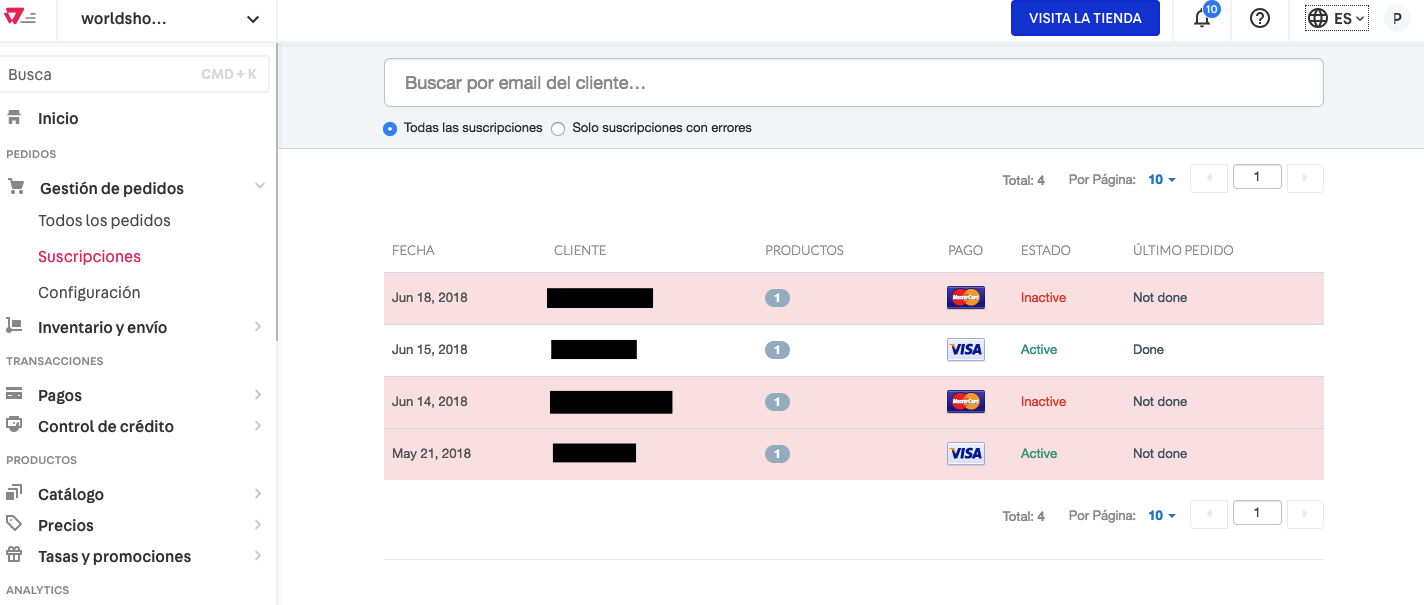 worldsho...
VISITA LA TIENDA
10
ES
P
Busca CMD + K
Inicio
PEDIDOS
Gestión de pedidos
Todos los pedidos
Suscripciones
Configuración
Inventario y envío
TRANSACCIONES
Pagos
Control de crédito
PRODUCTOS
Catálogo
Precios
Tasas y promociones
ANALYTICS
Buscar por email del cliente...
Todas las suscripciones Solo suscripciones con errores
Total: 4 Por Página: 10 1
FECHA CLIENTE PRODUCTOS PAGO ESTADO ÚLTIMO PEDIDO
Jun 18, 2018 1 MasterCard Inactive Not done
Jun 15, 2018 1 VISA Active Done
Jun 14, 2018 1 MasterCard Inactive Not done
May 21, 2018 1 VISA Active Not done
Total: 4 Por Página: 10 1